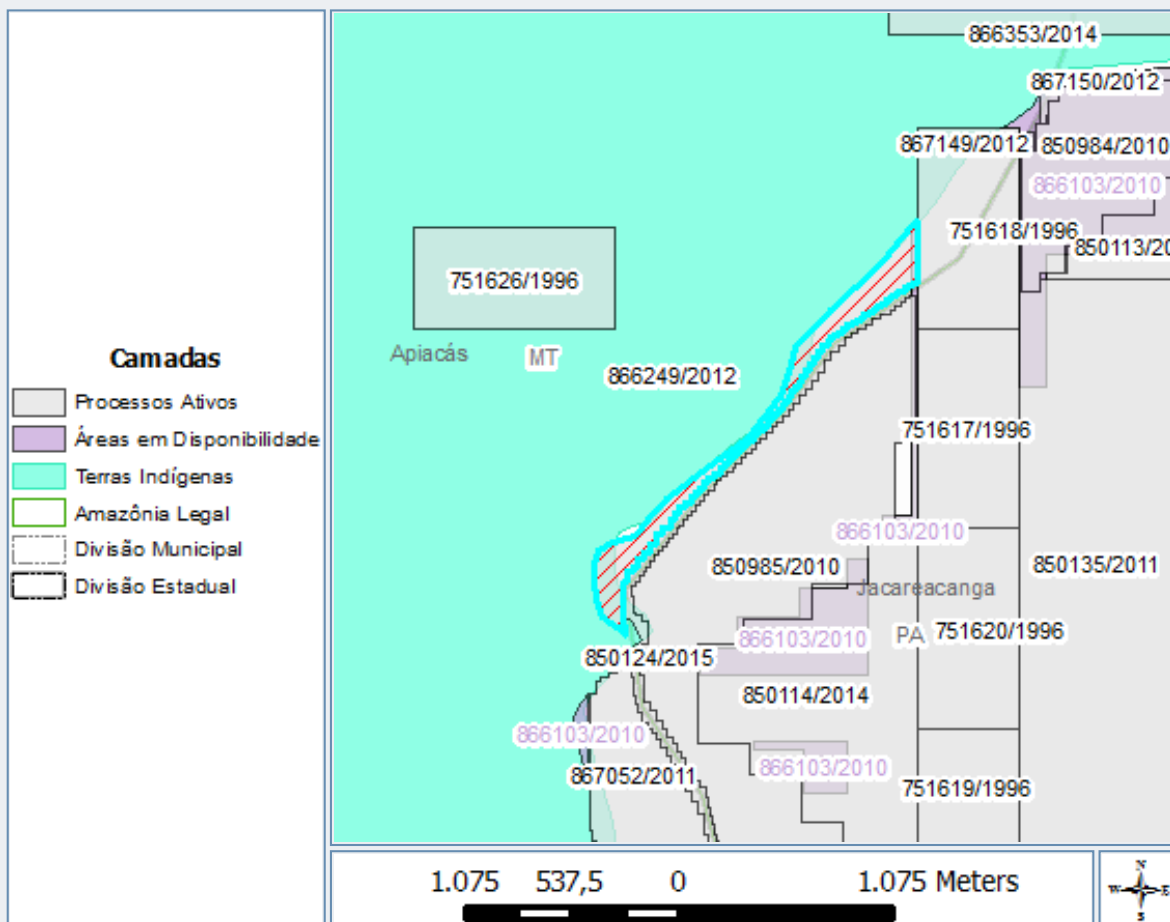 Camadas
Processos Ativos
Áreas em Disponibilidade
Terras Indígenas
Amazônia Legal
Divisão Municipal
Divisão Estadual
866353/2014
867150/2012
867149/2012
850984/2010
866103/2010
751618/1996
850113/20
751626/1996
Apiacás
MT
866249/2012
751617/1996
866103/2010
850985/2010
850135/2011
Jacareacanga
866103/2010
PA
751620/1996
850124/2015
850114/2014
866103/2010
867052/2011
866103/2010
751619/1996
1.075 537,5 0 1.075 Meters
N
W E
S